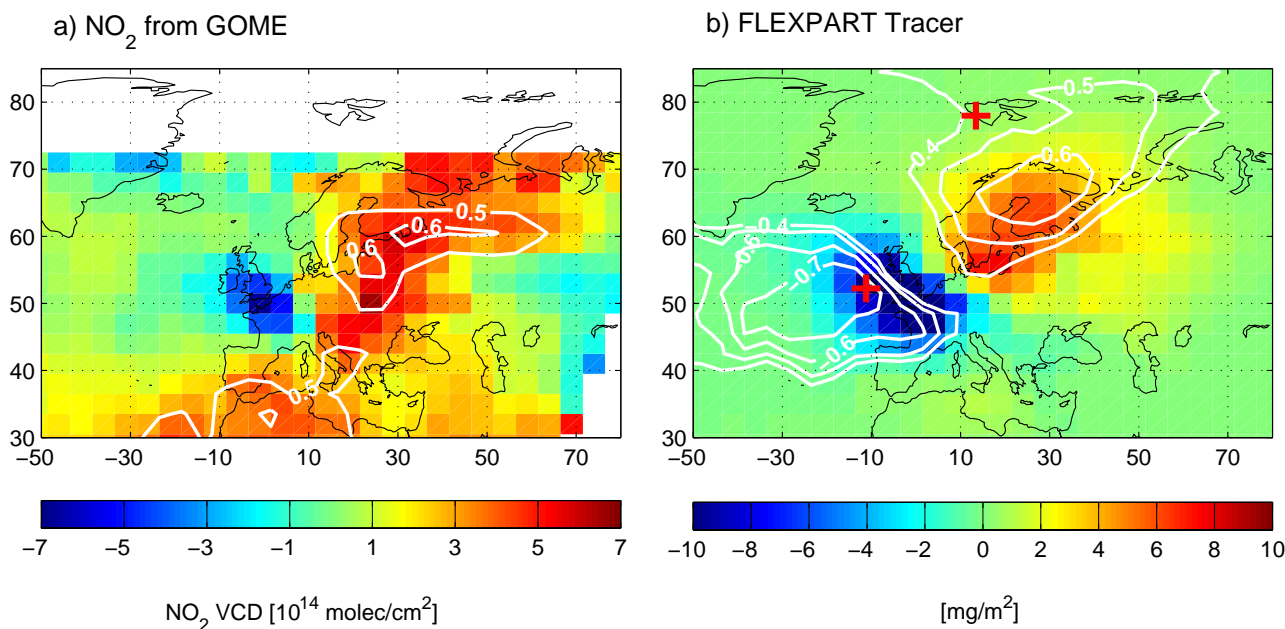 a) NO2 from GOME
b) FLEXPART Tracer
80
70
60
50
40
30
−50 −30 −10 10 30 50 70
0.5
0.6
0.6
0.5
80
70
60
50
40
30
−50 −30 −10 10 30 50 70
0.5
0.4
0.6
−0.4
−0.6
−0.7
−0.6
−7 −5 −3 −1 1 3 5 7
−10 −8 −6 −4 −2 0 2 4 6 8 10
NO2 VCD [10^14 molec/cm^2]
[mg/m^2]